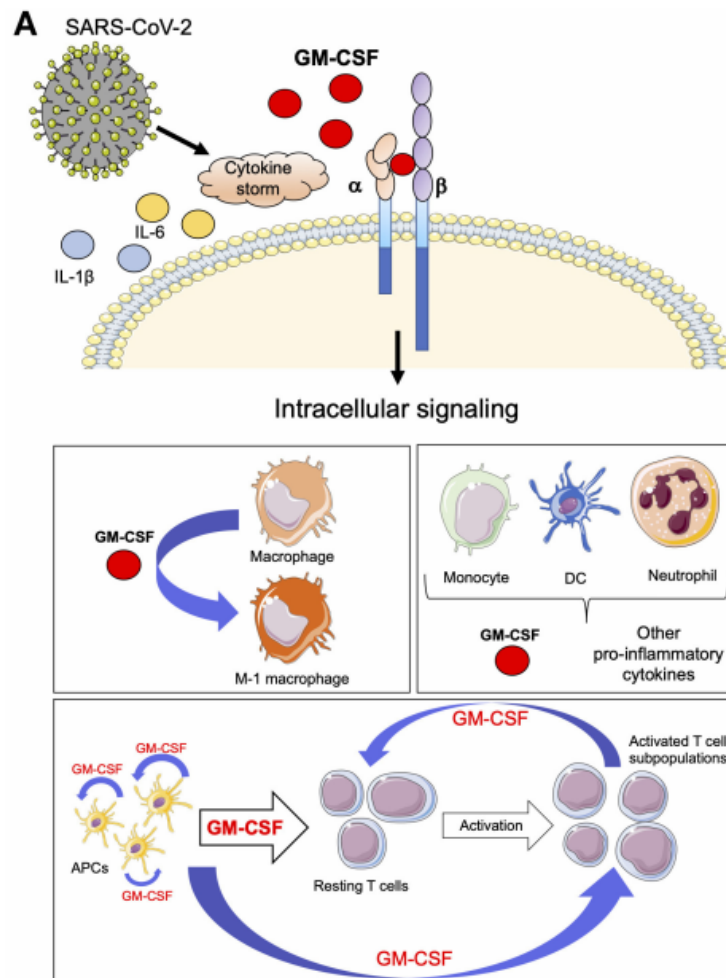 A
SARS-CoV-2
GM-CSF
Cytokine
storm
α
β
IL-6
IL-1β
Intracellular signaling
GM-CSF
Macrophage
M-1 macrophage
Monocyte
DC
Neutrophil
GM-CSF
Other
pro-inflammatory
cytokines
GM-CSF
GM-CSF
GM-CSF
APCs
GM-CSF
GM-CSF
Resting T cells
Activation
Activated T cell
subpopulations
GM-CSF